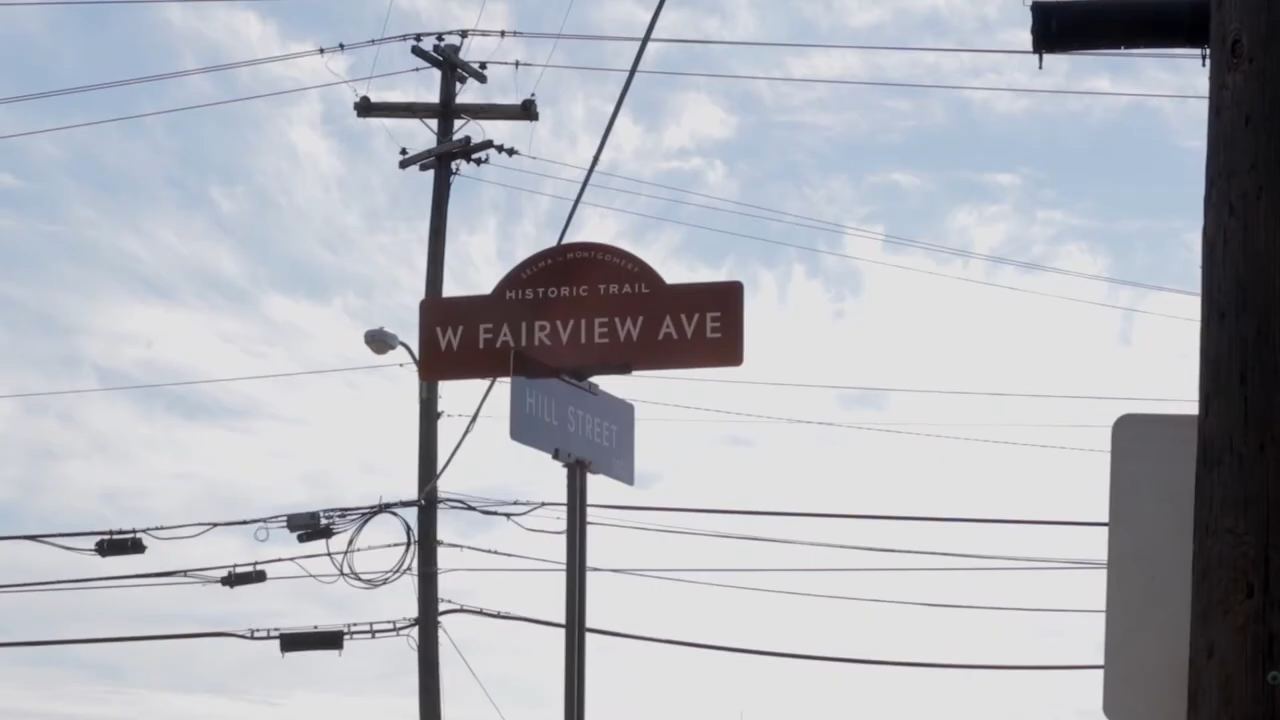 SELMA TO MONTGOMERY
HISTORIC TRAIL
W FAIRVIEW AVE
HILL STREET